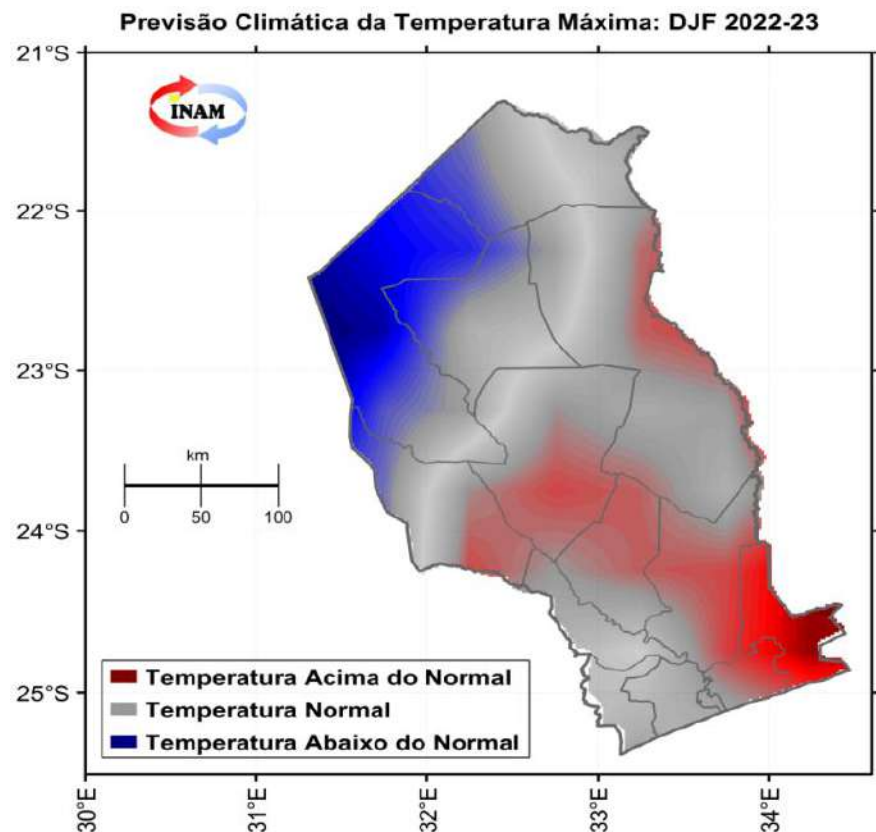 Previsão Climática da Temperatura Máxima: DJF 2022-23
21°S
INAM
22°S
23°S
km
0 50 100
24°S
25°S
Temperatura Acima do Normal
Temperatura Normal
Temperatura Abaixo do Normal
30°E 31°E 32°E 33°E 34°E